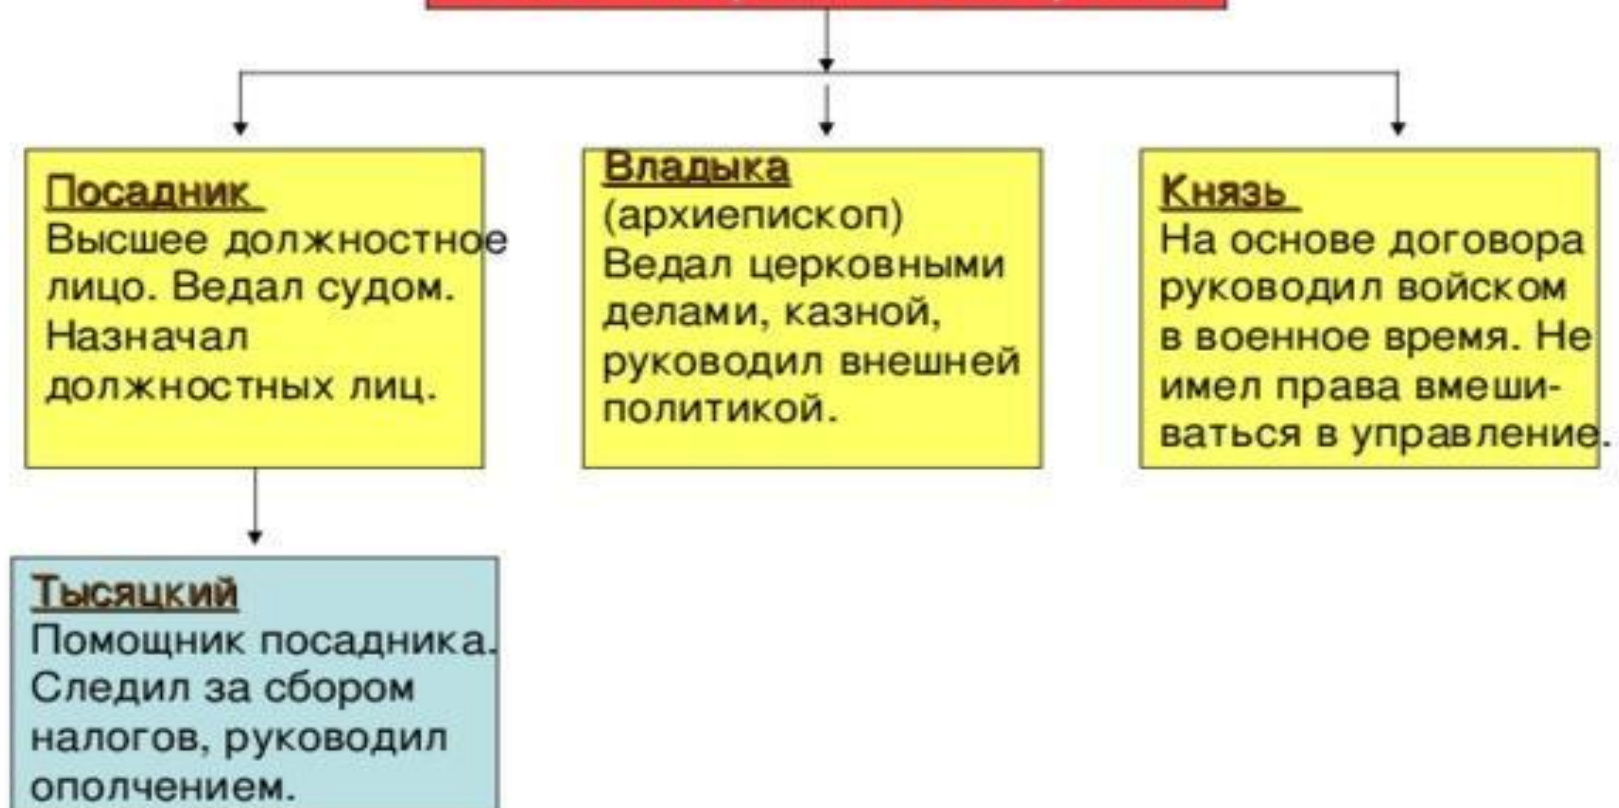 Посадник
Высшее должностное
лицо. Ведал судом.
Назначал
должностных лиц.
Владыка
(архиепископ)
Ведал церковными
делами, казной,
руководил внешней
политикой.
Князь
На основе договора
руководил войском
в военное время. Не
имел права вмеши-
ваться в управление.
Тысяцкий
Помощник посадника.
Следил за сбором
налогов, руководил
ополчением.